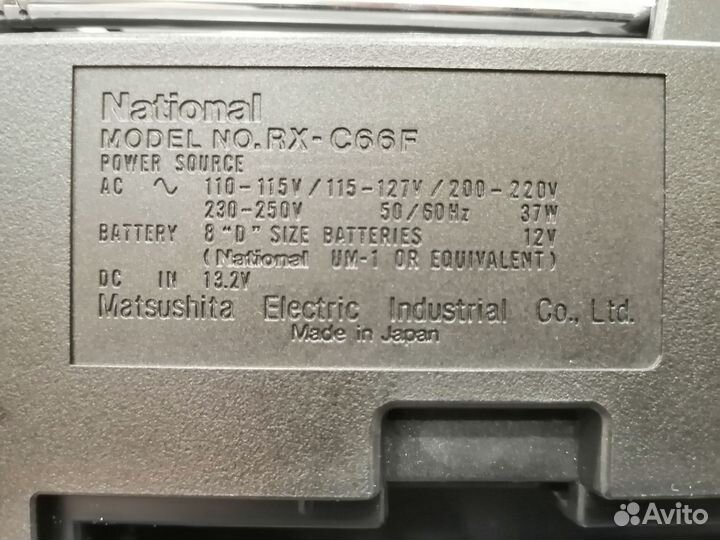 National
MODEL NO. RX-C66F
POWER SOURCE
AC ∿ 110-115V/115-127V/200-220V
230-250V 50/60Hz 37W
BATTERY 8 "D" SIZE BATTERIES 12V
(National UM-1 OR EQUIVALENT)
DC IN 13.2V
Matsushita Electric Industrial Co., Ltd.
Made in Japan
Avito